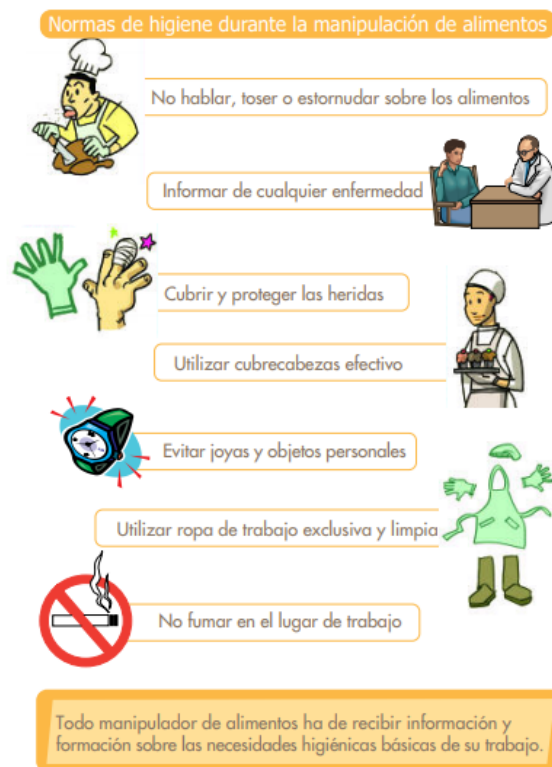 Normas de higiene durante la manipulación de alimentos
No hablar, toser o estornudar sobre los alimentos
Informar de cualquier enfermedad
Cubrir y proteger las heridas
Utilizar cubrecabezas efectivo
Evitar joyas y objetos personales
Utilizar ropa de trabajo exclusiva y limpia
No fumar en el lugar de trabajo
Todo manipulador de alimentos ha de recibir información y
formación sobre las necesidades higiénicas básicas de su trabajo.